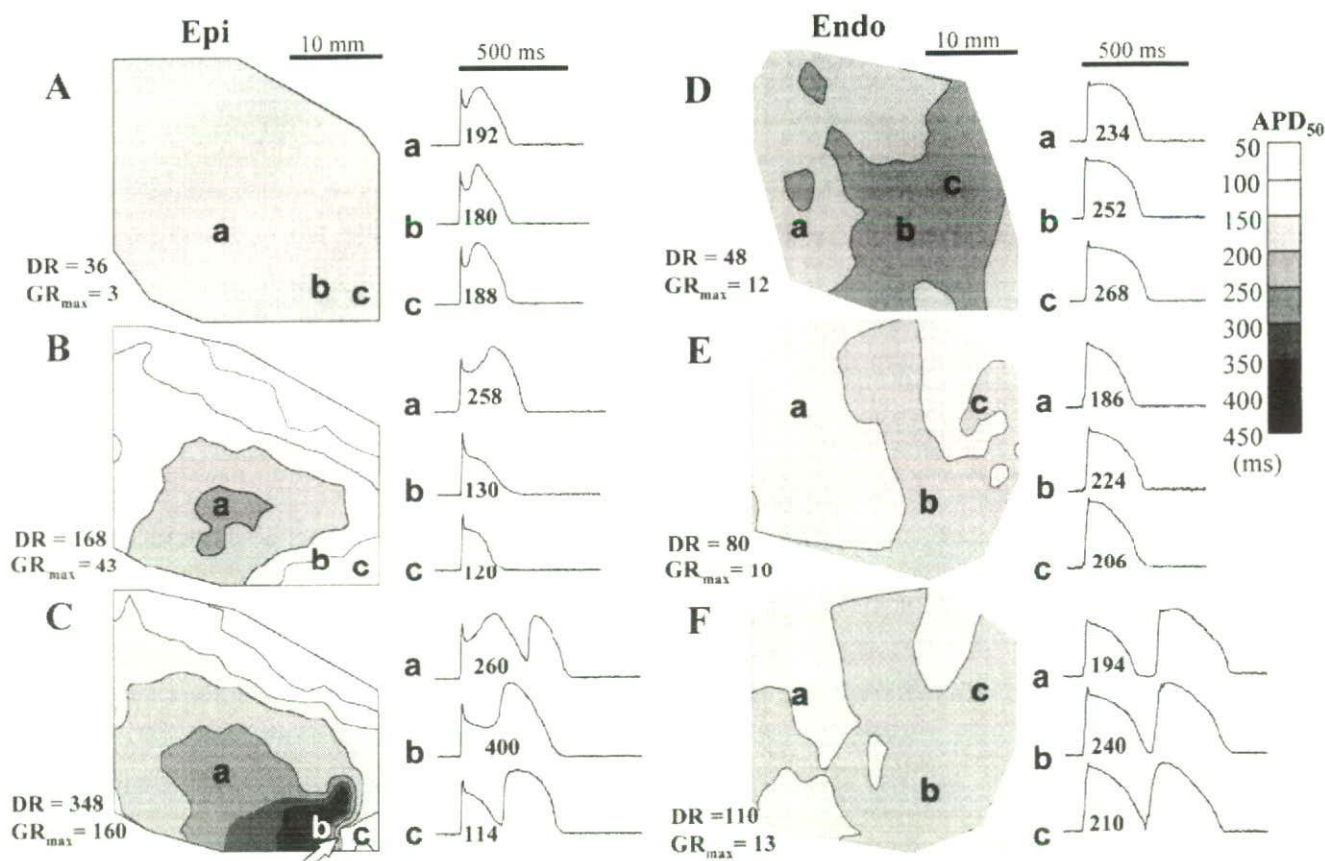 Epi
10 mm
500 ms
A
a
b
c
DR = 36
GRmax= 3
a
192
b
180
c
188
B
a
b
c
DR = 168
GRmax= 43
a
258
b
130
c
120
C
a
b
c
DR = 348
GRmax= 160
a
260
b
400
c
114
Endo
10 mm
500 ms
D
a
b
c
DR = 48
GRmax= 12
a
234
b
252
c
268
E
a
b
c
DR = 80
GRmax= 10
a
186
b
224
c
206
F
a
b
c
DR =110
GRmax= 13
a
194
b
240
c
210
APD50
50
100
150
200
250
300
350
400
450
(ms)